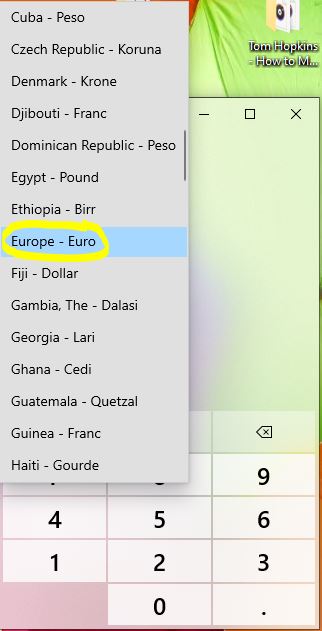 Cuba - Peso
Tom Hopkins
- How to M...
Czech Republic - Koruna
Denmark - Krone
Djibouti - Franc
Dominican Republic - Peso
Egypt - Pound
Ethiopia - Birr
Europe - Euro
Fiji - Dollar
Gambia, The - Dalasi
Georgia - Lari
Ghana - Cedi
Guatemala - Quetzal
Guinea - Franc
Haiti - Gourde
9
4 5 6
1 2 3
0 .